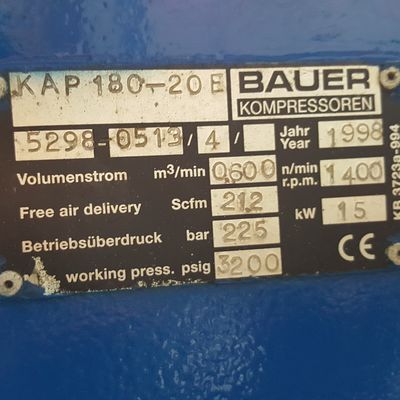 KAP 180-20 E
BAUER
KOMPRESSOREN
5298-0513/4/
Jahr 1998
Year
Volumenstrom m³/min 0,600
n/min 1400
r.p.m.
Free air delivery Scfm 21,2
kW 15
Betriebsüberdruck bar 225
working press. psig 3200
CE
KB 3723a-994